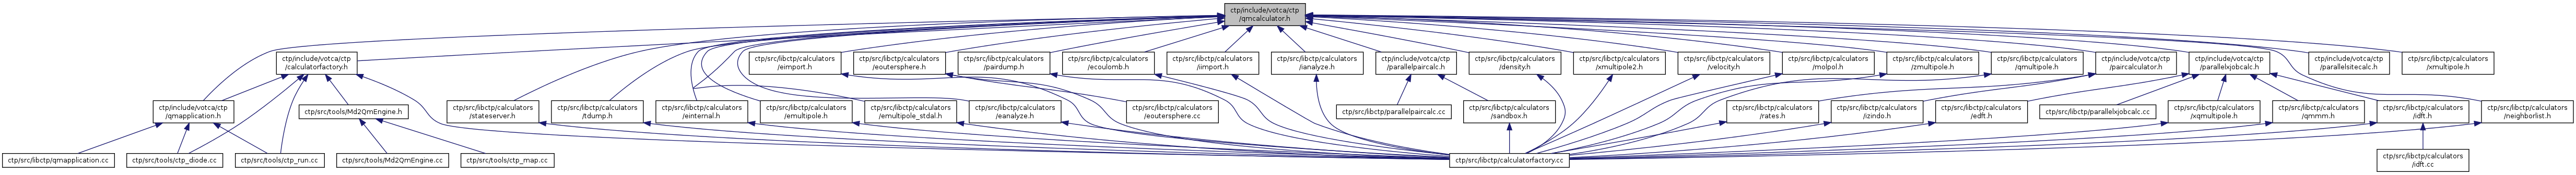 ctp/include/votca/ctp
/qmcalculator.h
ctp/include/votca/ctp
/calculatorfactory.h
ctp/src/libctp/calculators
/eimport.h
ctp/src/libctp/calculators
/eoutersphere.h
ctp/src/libctp/calculators
/pairdump.h
ctp/src/libctp/calculators
/ecoulomb.h
ctp/src/libctp/calculators
/iimport.h
ctp/src/libctp/calculators
/ianalyze.h
ctp/include/votca/ctp
/parallelpaircalc.h
ctp/src/libctp/calculators
/density.h
ctp/src/libctp/calculators
/xmultipole2.h
ctp/src/libctp/calculators
/velocity.h
ctp/src/libctp/calculators
/molpol.h
ctp/src/libctp/calculators
/zmultipole.h
ctp/src/libctp/calculators
/qmultipole.h
ctp/include/votca/ctp
/paircalculator.h
ctp/include/votca/ctp
/parallelxjobcalc.h
ctp/include/votca/ctp
/parallelsitecalc.h
ctp/src/libctp/calculators
/xmultipole.h
ctp/include/votca/ctp
/qmapplication.h
ctp/src/tools/Md2QmEngine.h
ctp/src/libctp/calculators
/stateserver.h
ctp/src/libctp/calculators
/tdump.h
ctp/src/libctp/calculators
/einternal.h
ctp/src/libctp/calculators
/emultipole.h
ctp/src/libctp/calculators
/emultipole_stdal.h
ctp/src/libctp/calculators
/eanalyze.h
ctp/src/libctp/calculators
/eoutersphere.cc
ctp/src/libctp/parallelpaircalc.cc
ctp/src/libctp/calculators
/sandbox.h
ctp/src/libctp/calculators
/rates.h
ctp/src/libctp/calculators
/izindo.h
ctp/src/libctp/calculators
/edft.h
ctp/src/libctp/parallelxjobcalc.cc
ctp/src/libctp/calculators
/xqmultipole.h
ctp/src/libctp/calculators
/qmmm.h
ctp/src/libctp/calculators
/idft.h
ctp/src/libctp/calculators
/neighborlist.h
ctp/src/libctp/qmapplication.cc
ctp/src/tools/ctp_diode.cc
ctp/src/tools/ctp_run.cc
ctp/src/tools/Md2QmEngine.cc
ctp/src/tools/ctp_map.cc
ctp/src/libctp/calculatorfactory.cc
ctp/src/libctp/calculators
/idft.cc